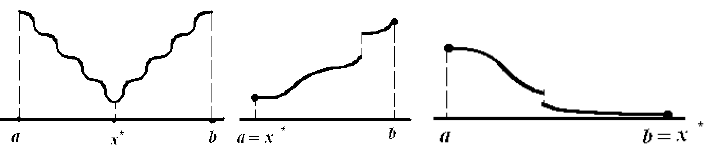 a x* b
a = x* b
a b = x*